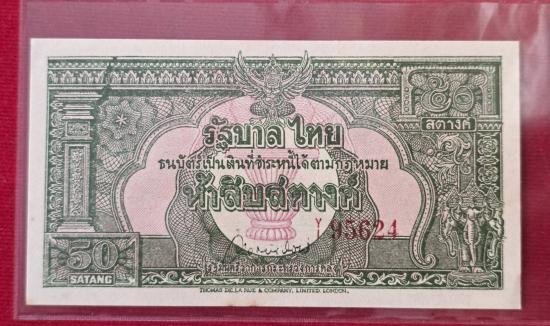 ๕๐
สตางค์
รัฐบาลไทย
ธนบัตร์เป็นเงินที่ชำระหนี้ได้ตามกฎหมาย
ห้าสิบสตางค์
Y/1 95624
50
SATANG
THOMAS DE LA RUE & COMPANY, LIMITED. LONDON.